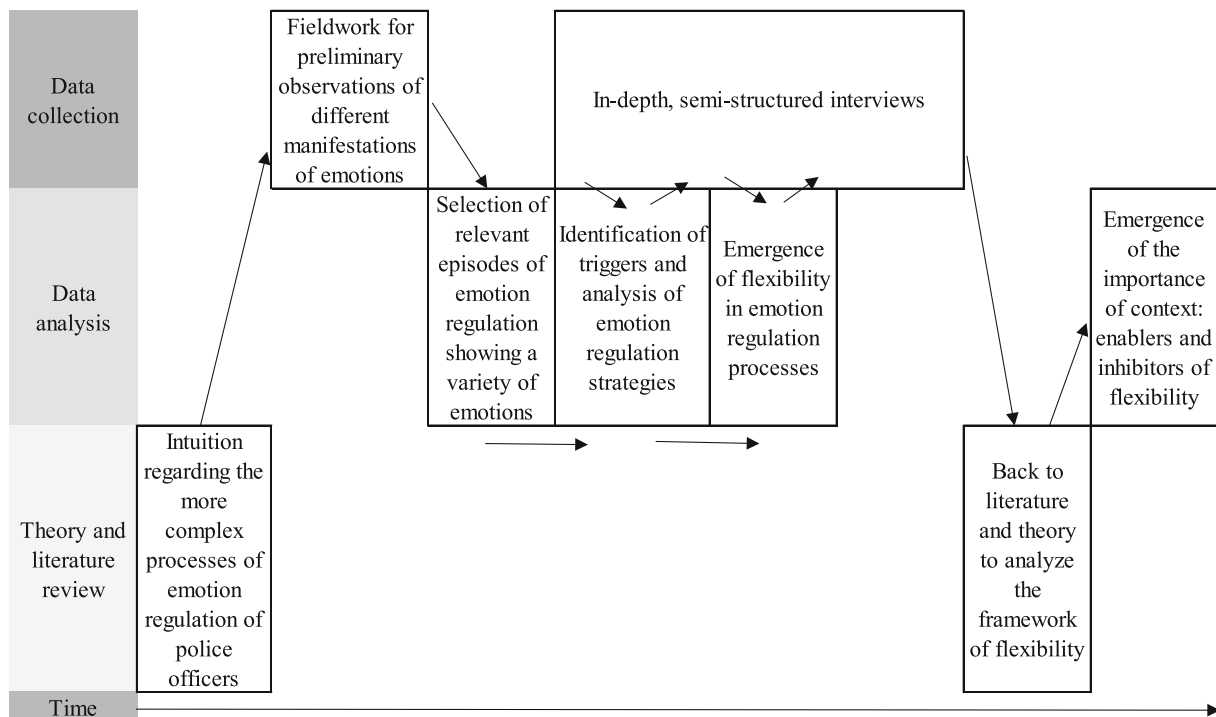 Data
collection
Fieldwork for
preliminary
observations of
different
manifestations
of emotions
In-depth, semi-structured interviews
Data
analysis
Selection of
relevant
episodes of
emotion
regulation
showing a
variety of
emotions
Identification of
triggers and
analysis of
emotion
regulation
strategies
Emergence
of flexibility
in emotion
regulation
processes
Emergence
of the
importance
of context:
enablers and
inhibitors of
flexibility
Theory and
literature
review
Intuition
regarding the
more
complex
processes of
emotion
regulation of
police
officers
Back to
literature
and theory
to analyze
the
framework
of flexibility
Time